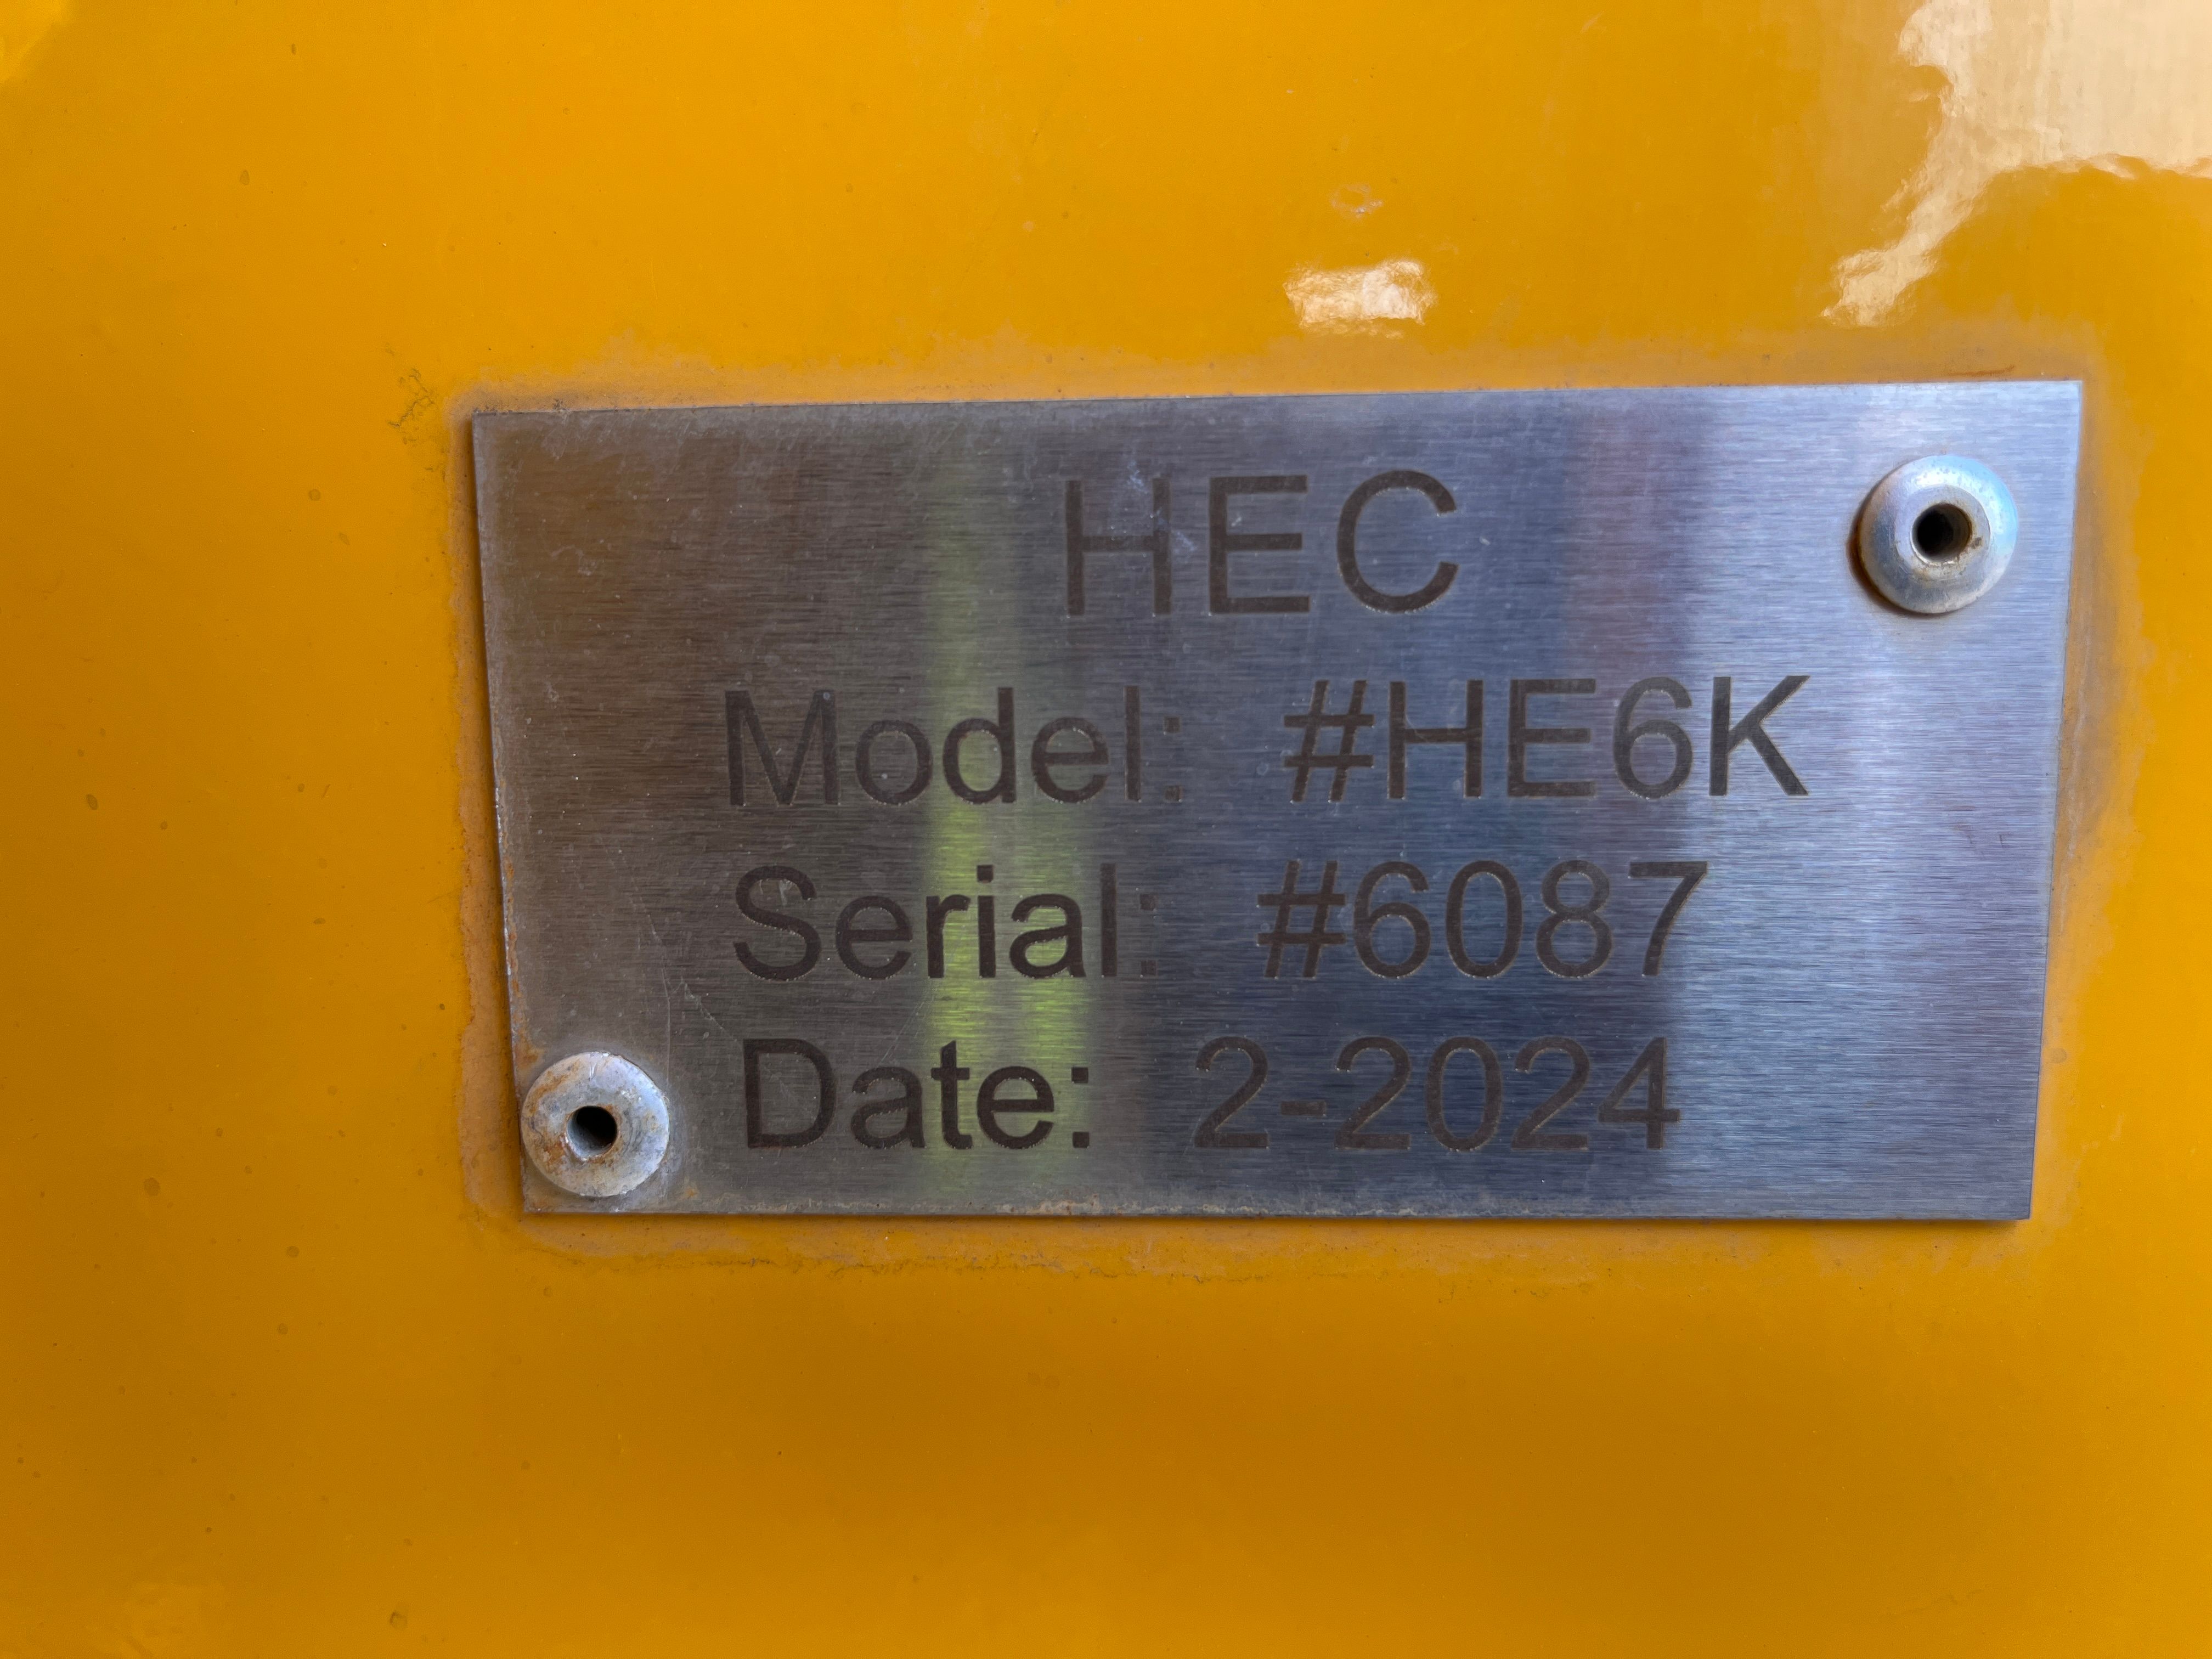 HEC
Model: #HE6K
Serial: #6087
Date: 2-2024